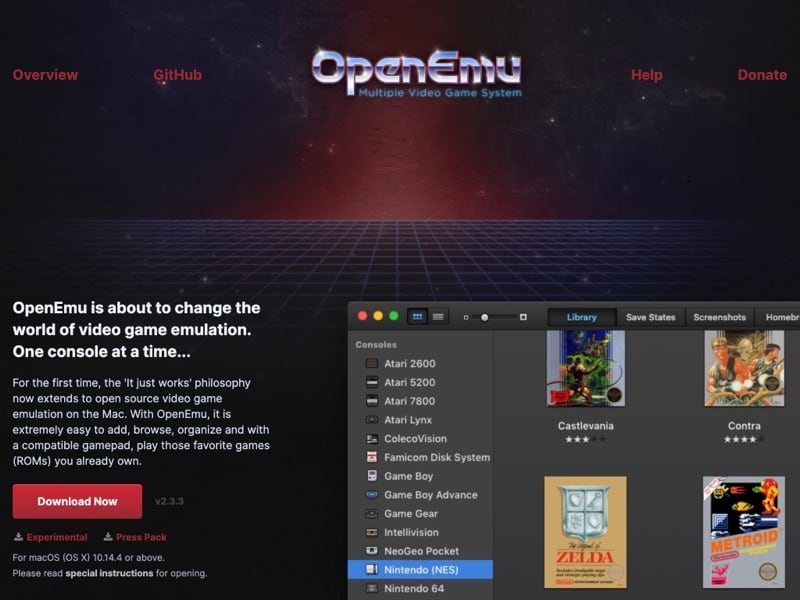 Overview
GitHub
OpenEmu
Multiple Video Game System
Help
Donate
OpenEmu is about to change the
world of video game emulation.
One console at a time...
For the first time, the 'It just works' philosophy
now extends to open source video game
emulation on the Mac. With OpenEmu, it is
extremely easy to add, browse, organize and with
a compatible gamepad, play those favorite games
(ROMs) you already own.
Download Now
v2.3.3
Experimental
Press Pack
For macOS (OS X) 10.14.4 or above.
Please read special instructions for opening.
Library
Save States
Screenshots
Homebr
Consoles
Atari 2600
Atari 5200
Atari 7800
Atari Lynx
ColecoVision
Famicom Disk System
Game Boy
Game Boy Advance
Game Gear
Intellivision
NeoGeo Pocket
Nintendo (NES)
Nintendo 64
Castlevania
Contra
The Legend of
ZELDA
METROID